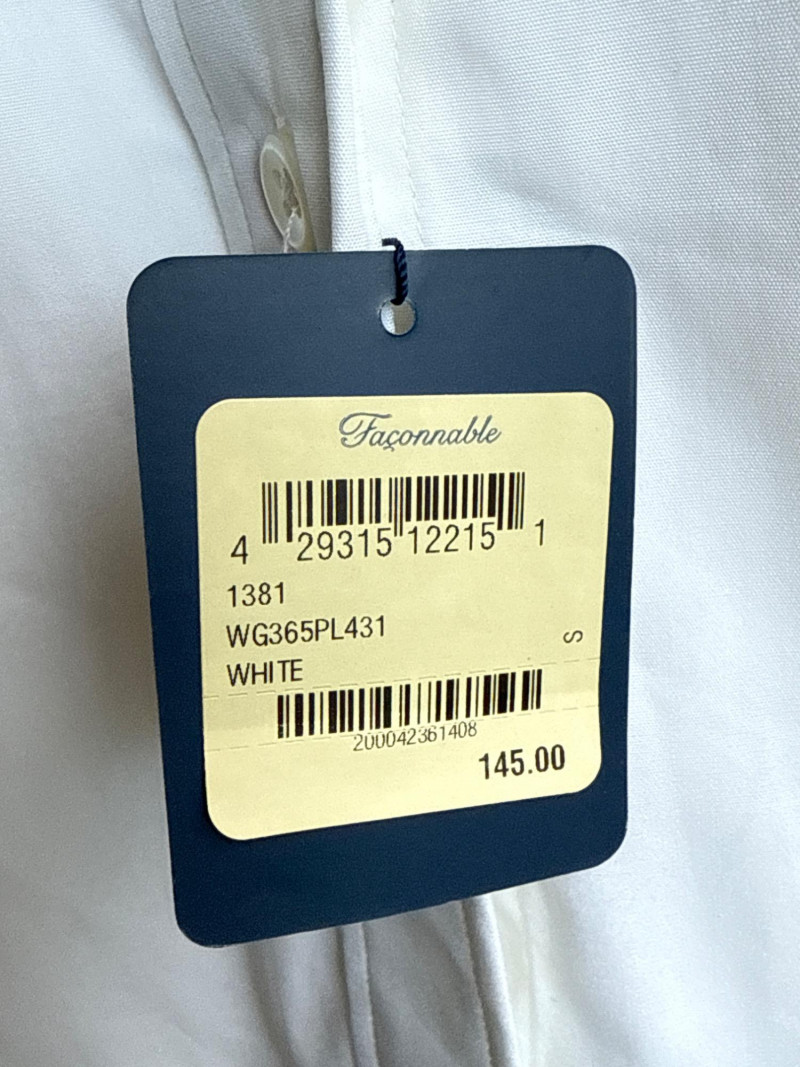 Façonnable
4 29315 12215 1
1381
WG365PL431
S
WHITE
200042361408
145.00